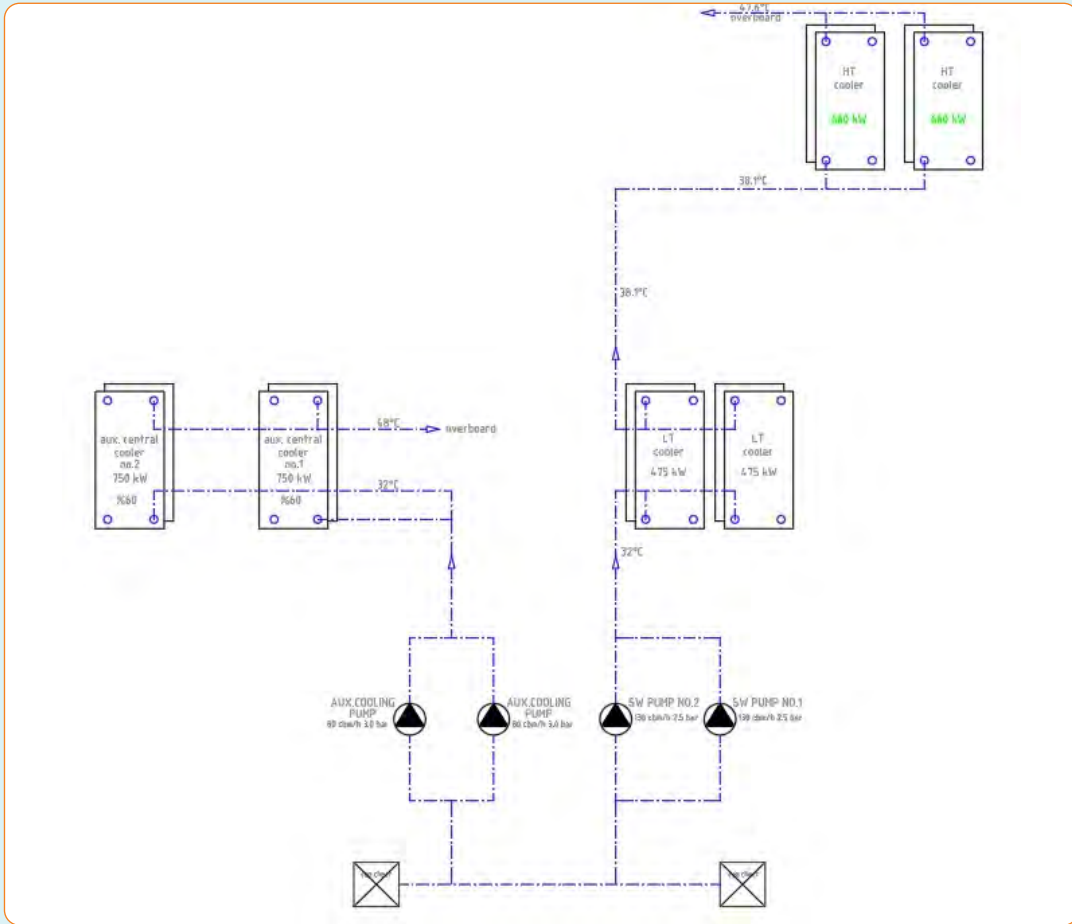 47.6°C
overboard
HT
cooler
HT
cooler
38.1°C
38.1°C
68°C
overboard
aux. central
cooler
no.2
750 kW
%60
aux. central
cooler
no.1
750 kW
%60
32°C
LT
cooler
475 kW
LT
cooler
475 kW
32°C
AUX.COOLING
PUMP
3.0 bar
AUX.COOLING
PUMP
3.0 bar
SW PUMP NO.2
130 cbm/h 2.5 bar
SW PUMP NO.1
130 cbm/h 2.5 bar